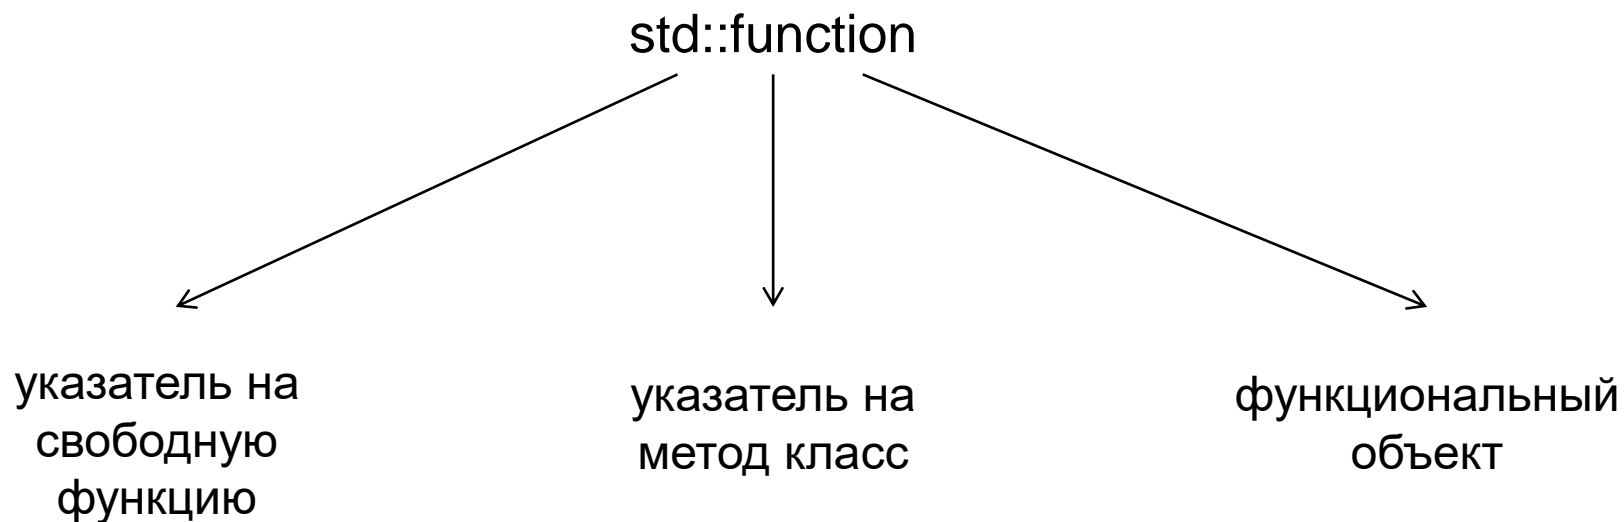 std::function
указатель на
свободную
функцию
указатель на
метод класс
функциональный
объект